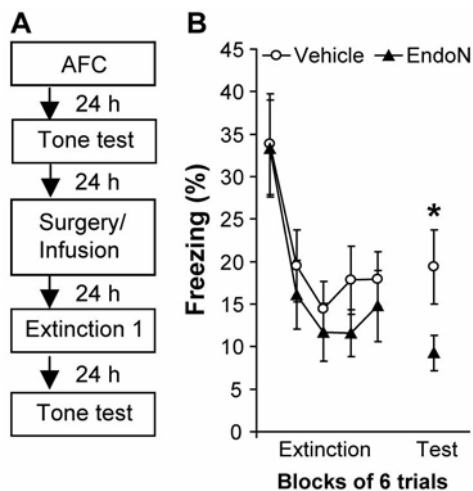 A
AFC
24 h
Tone test
24 h
Surgery/
Infusion
24 h
Extinction 1
24 h
Tone test
B
Vehicle EndoN
45
40
35
30
25
20
15
10
5
0
Freezing (%)
*
Extinction Test
Blocks of 6 trials